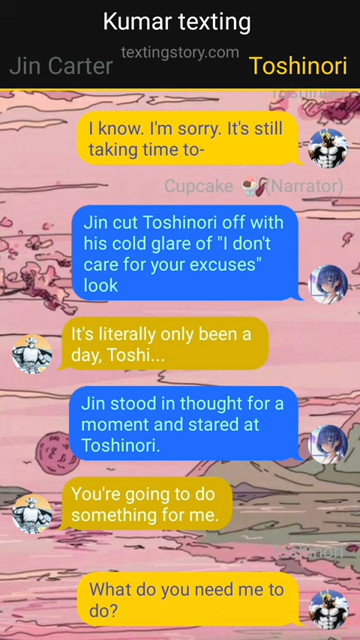 Kumar texting
textingstory.com
Jin Carter
Toshinori
I know. I'm sorry. It's still
taking time to-
Cupcake 🍨 (Narrator)
Jin cut Toshinori off with
his cold glare of "I don't
care for your excuses"
look
It's literally only been a
day, Toshi...
Jin stood in thought for a
moment and stared at
Toshinori.
You're going to do
something for me.
Toshinori
What do you need me to
do?